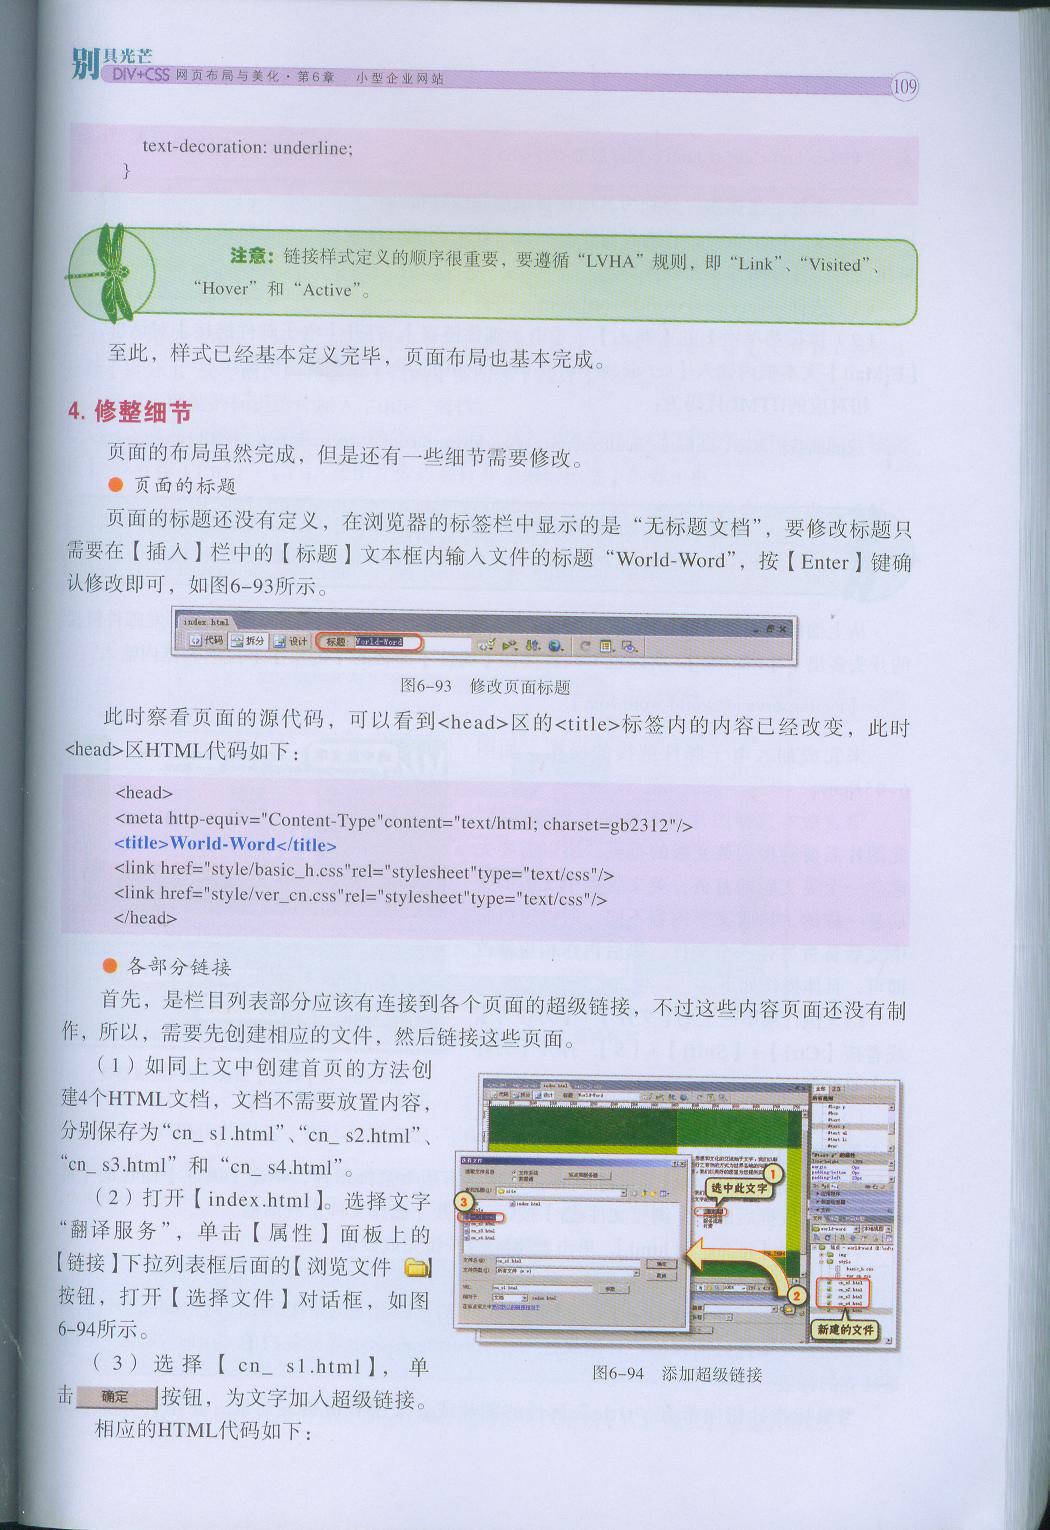 别具光芒
DIV+CSS 网页布局与美化·第6章 小型企业网站
109
text-decoration: underline;
}
注意：链接样式定义的顺序很重要，要遵循“LVHA”规则，即“Link”、“Visited”、
“Hover”和“Active”。
至此，样式已经基本定义完毕，页面布局也基本完成。
4. 修整细节
页面的布局虽然完成，但是还有一些细节需要修改。
● 页面的标题
页面的标题还没有定义，在浏览器的标签栏中显示的是“无标题文档”，要修改标题只
需要在【插入】栏中的【标题】文本框内输入文件的标题“World-Word”，按【Enter】键确
认修改即可，如图6-93所示。
index.html
代码 拆分 设计 标题: World-Word
图6-93 修改页面标题
此时察看页面的源代码，可以看到<head>区的<title>标签内的内容已经改变，此时
<head>区HTML代码如下：
<head>
<meta http-equiv="Content-Type"content="text/html; charset=gb2312"/>
<title>World-Word</title>
<link href="style/basic_h.css"rel="stylesheet"type="text/css"/>
<link href="style/ver_cn.css"rel="stylesheet"type="text/css"/>
</head>
● 各部分链接
首先，是栏目列表部分应该有连接到各个页面的超级链接，不过这些内容页面还没有制
作，所以，需要先创建相应的文件，然后链接这些页面。
（1）如同上文中创建首页的方法创
建4个HTML文档，文档不需要放置内容，
分别保存为“cn_ s1.html”、“cn_ s2.html”、
“cn_ s3.html”和“cn_ s4.html”。
（2）打开【index.html】。选择文字
“翻译服务”，单击【属性】面板上的
【链接】下拉列表框后面的【浏览文件】
按钮，打开【选择文件】对话框，如图
6-94所示。
（3）选择【cn_ s1.html】，单
击 确定 按钮，为文字加入超级链接。
相应的HTML代码如下：
选中此文字
1
2
3
新建的文件
图6-94 添加超级链接